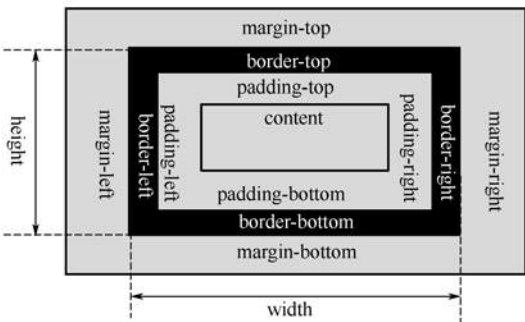 margin-top
border-top
padding-top
content
height
margin-left
border-left
padding-left
padding-right
border-right
margin-right
padding-bottom
border-bottom
margin-bottom
width